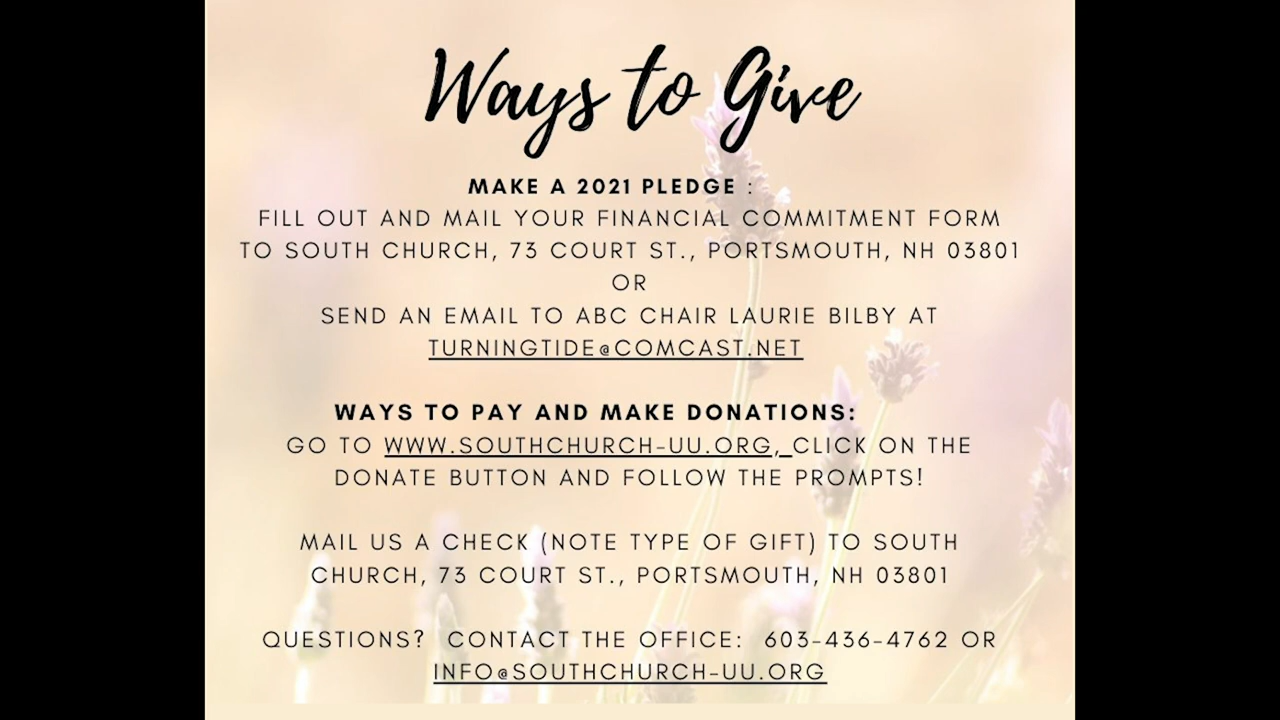 Ways to Give
MAKE A 2021 PLEDGE :
FILL OUT AND MAIL YOUR FINANCIAL COMMITMENT FORM
TO SOUTH CHURCH, 73 COURT ST., PORTSMOUTH, NH 03801
OR
SEND AN EMAIL TO ABC CHAIR LAURIE BILBY AT
TURNINGTIDE@COMCAST.NET
WAYS TO PAY AND MAKE DONATIONS:
GO TO WWW.SOUTHCHURCH-UU.ORG, CLICK ON THE
DONATE BUTTON AND FOLLOW THE PROMPTS!
MAIL US A CHECK (NOTE TYPE OF GIFT) TO SOUTH
CHURCH, 73 COURT ST., PORTSMOUTH, NH 03801
QUESTIONS? CONTACT THE OFFICE: 603-436-4762 OR
INFO@SOUTHCHURCH-UU.ORG